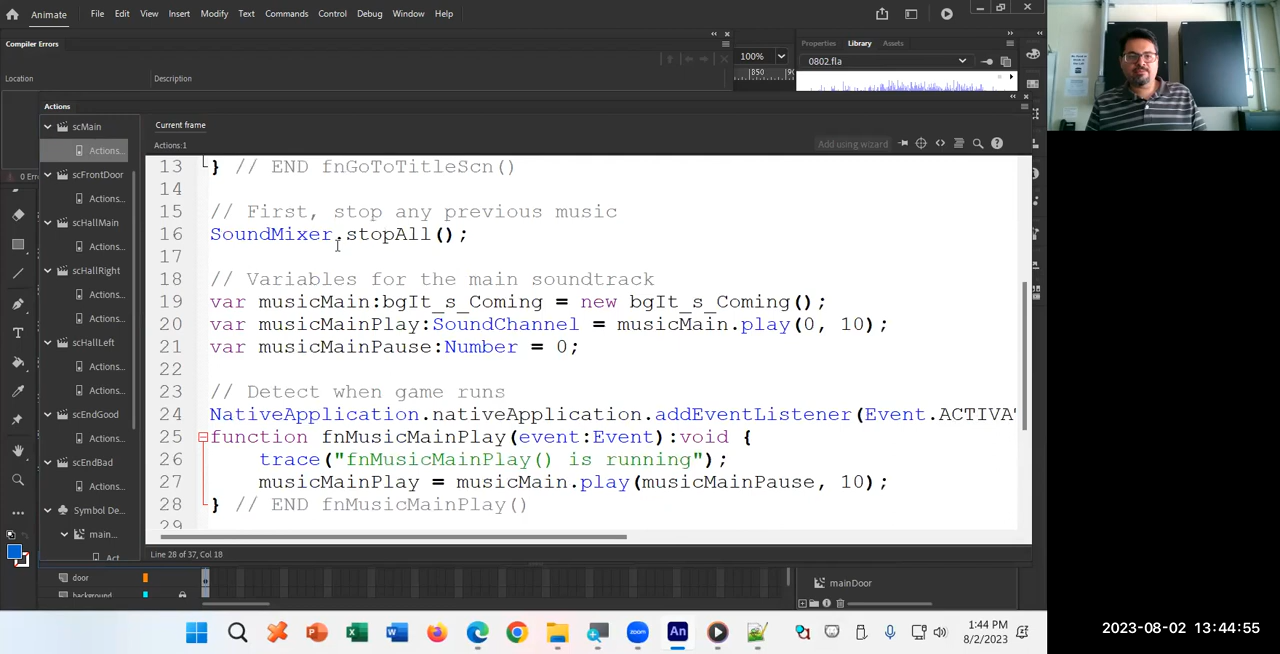 Animate
File
Edit
View
Insert
Modify
Text
Commands
Control
Debug
Window
Help
Compiler Errors
Location
Description
100%
850
Properties
Library
Assets
0802.fla
Actions
scMain
Actions...
scFrontDoor
Actions...
scHallMain
Actions...
scHallRight
Actions...
Actions...
scHallLeft
Actions...
Actions...
scEndGood
Actions...
scEndBad
Actions...
Symbol De...
main...
Act
Current frame
Actions:1
Add using wizard
13 } // END fnGoToTitleScn()
14
15 // First, stop any previous music
16 SoundMixer.stopAll();
17
18 // Variables for the main soundtrack
19 var musicMain:bgIt_s_Coming = new bgIt_s_Coming();
20 var musicMainPlay:SoundChannel = musicMain.play(0, 10);
21 var musicMainPause:Number = 0;
22
23 // Detect when game runs
24 NativeApplication.nativeApplication.addEventListener(Event.ACTIVA
25 function fnMusicMainPlay(event:Event):void {
26 trace("fnMusicMainPlay() is running");
27 musicMainPlay = musicMain.play(musicMainPause, 10);
28 } // END fnMusicMainPlay()
29
Line 28 of 37, Col 18
door
background
mainDoor
1:44 PM
8/2/2023
2023-08-02 13:44:55